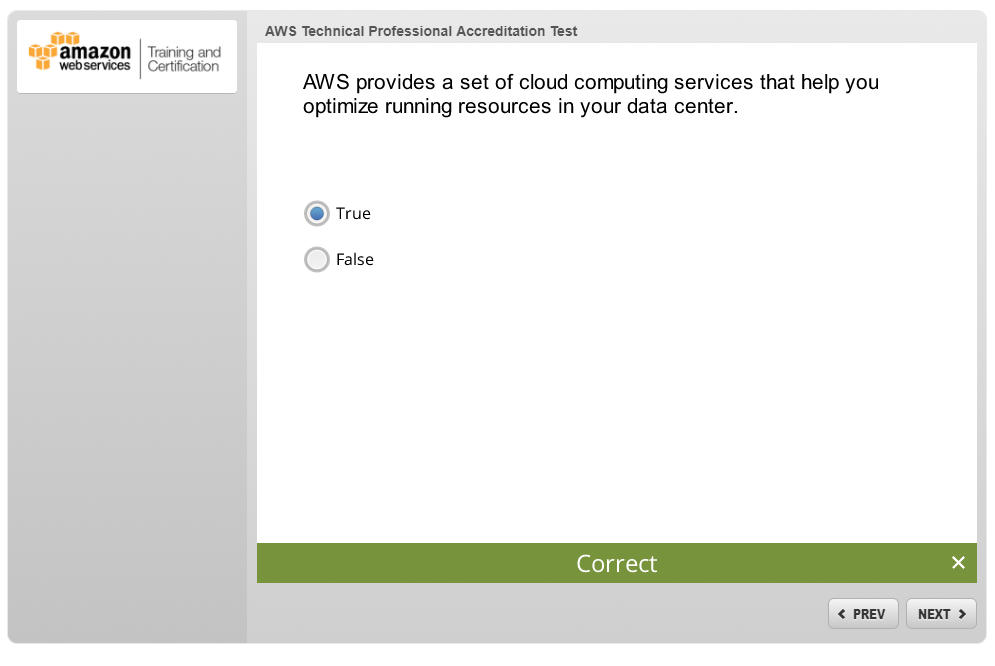 amazon
webservices
Training and
Certification
AWS Technical Professional Accreditation Test
AWS provides a set of cloud computing services that help you
optimize running resources in your data center.
True
False
Correct
PREV
NEXT